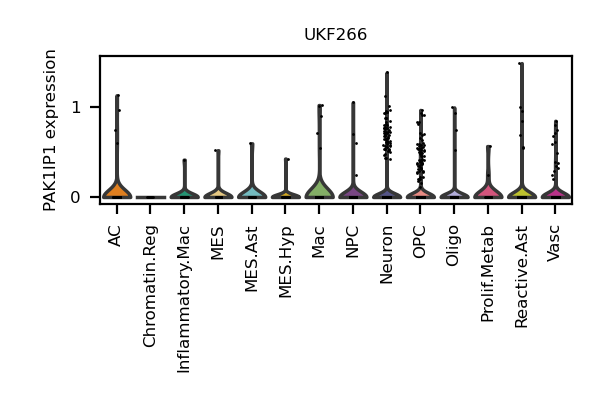 UKF266
PAK1IP1 expression
1
0
AC
Chromatin.Reg
Inflammatory.Mac
MES
MES.Ast
MES.Hyp
Mac
NPC
Neuron
OPC
Oligo
Prolif.Metab
Reactive.Ast
Vasc